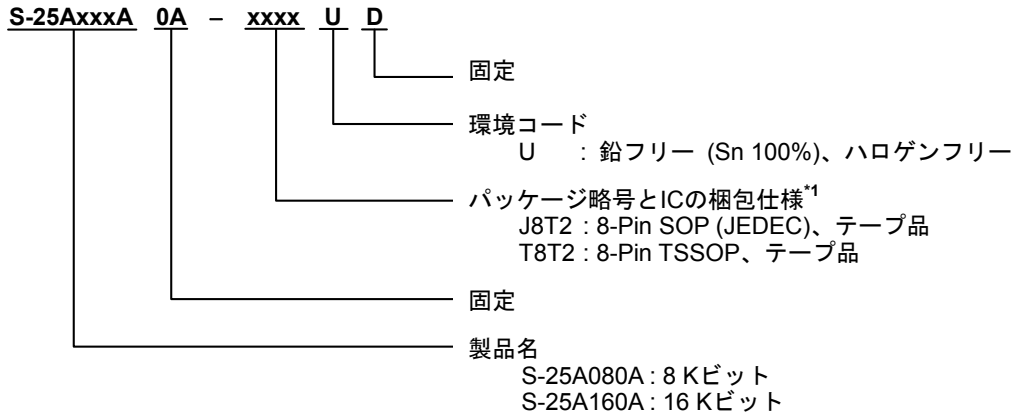 S-25AxxxA 0A – xxxx U D
固定
環境コード
U : 鉛フリー (Sn 100%)、ハロゲンフリー
パッケージ略号とICの梱包仕様*1
J8T2 : 8-Pin SOP (JEDEC)、テープ品
T8T2 : 8-Pin TSSOP、テープ品
固定
製品名
S-25A080A : 8 Kビット
S-25A160A : 16 Kビット